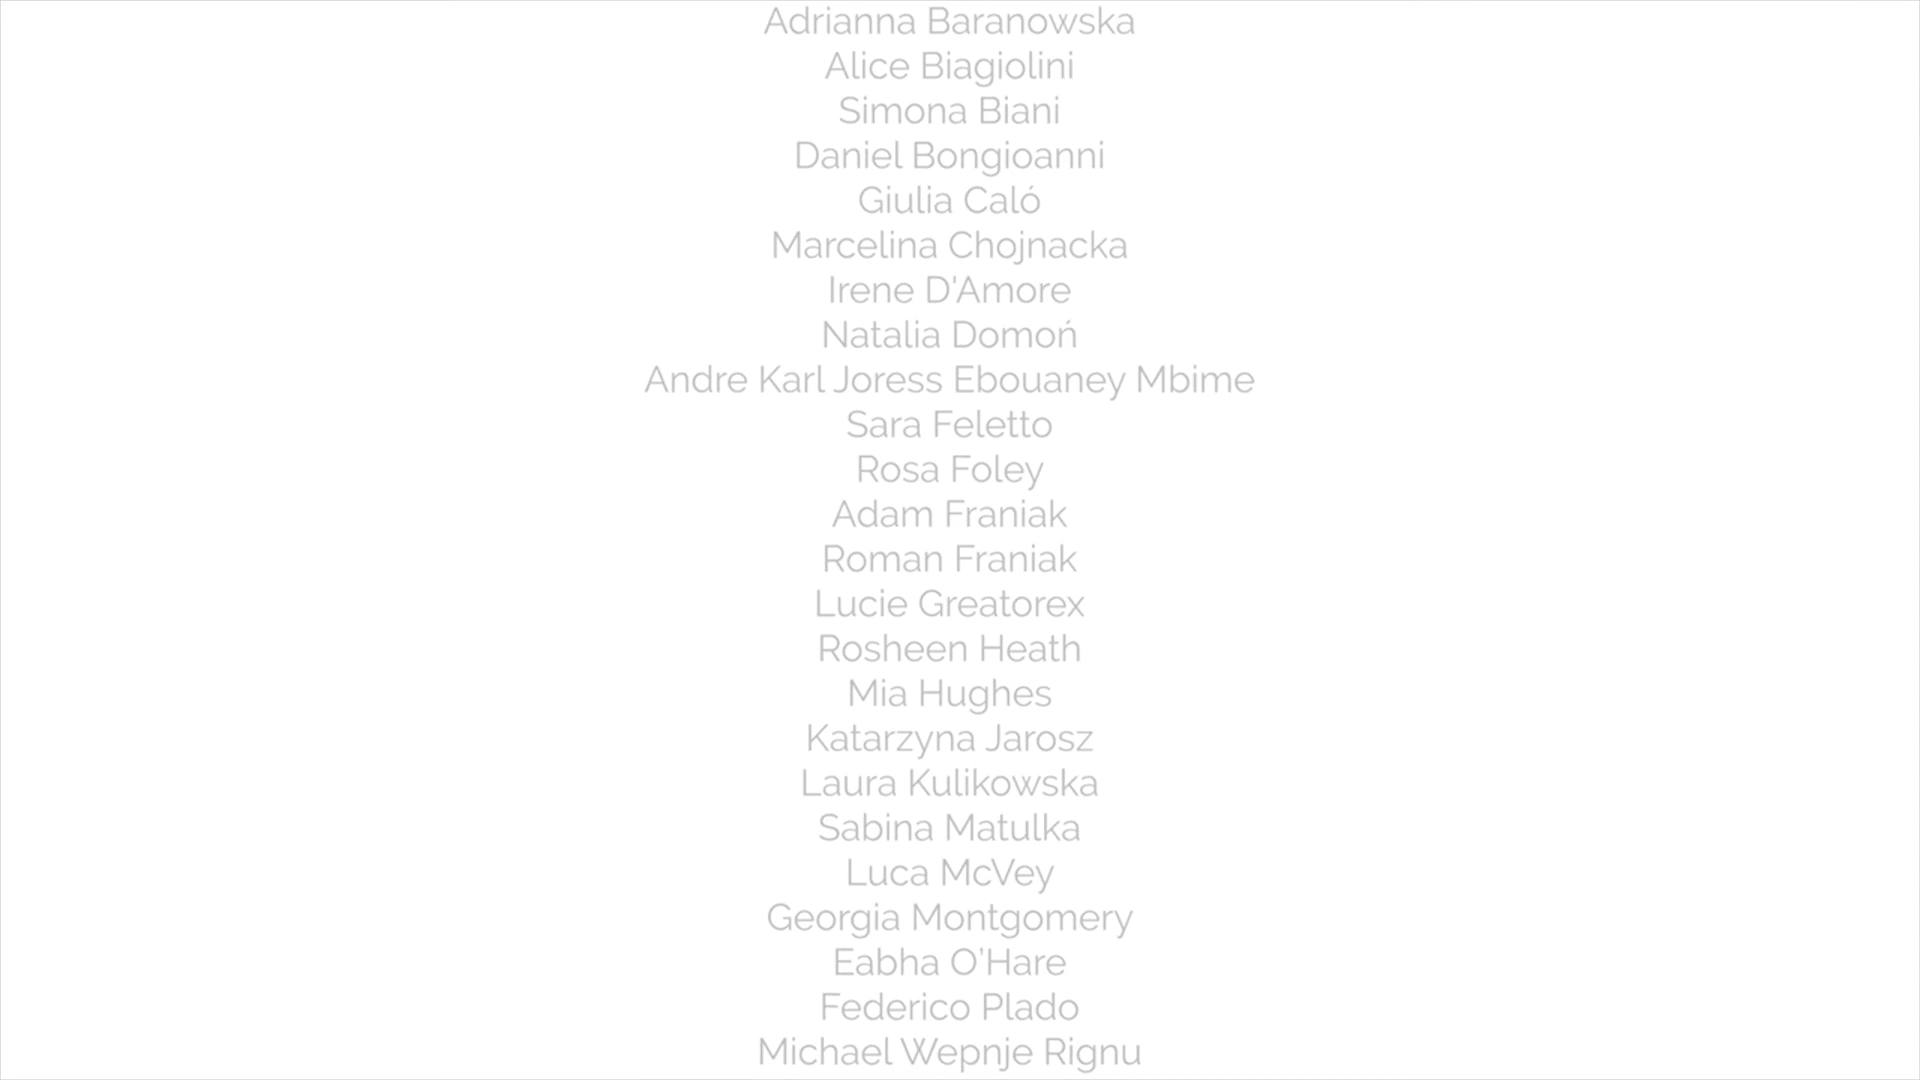 Adrianna Baranowska
Alice Biagiolini
Simona Biani
Daniel Bongioanni
Giulia Caló
Marcelina Chojnacka
Irene D'Amore
Natalia Domoń
Andre Karl Joress Ebouaney Mbime
Sara Feletto
Rosa Foley
Adam Franiak
Roman Franiak
Lucie Greatorex
Rosheen Heath
Mia Hughes
Katarzyna Jarosz
Laura Kulikowska
Sabina Matulka
Luca McVey
Georgia Montgomery
Eabha O’Hare
Federico Plado
Michael Wepnje Rignu